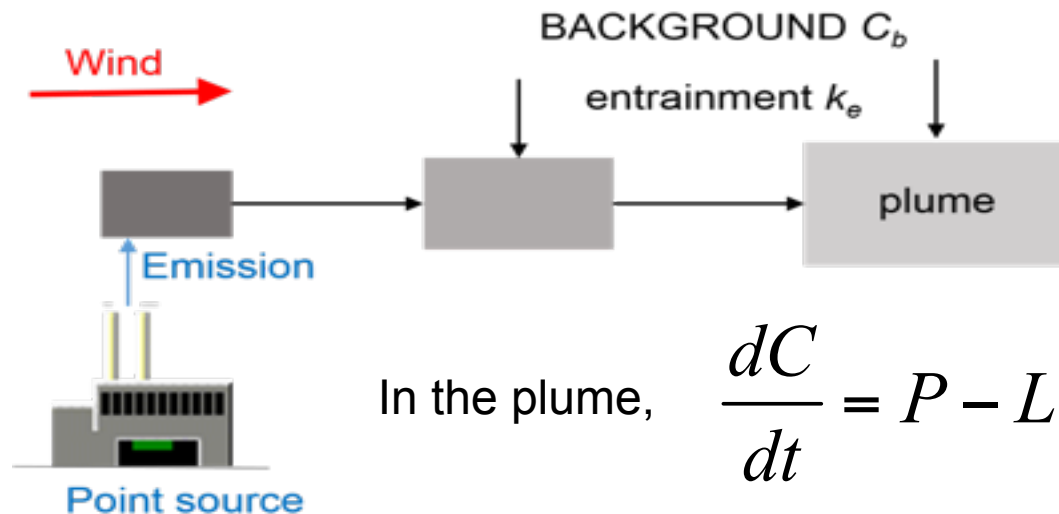 BACKGROUND C_b
Wind
entrainment k_e
plume
Emission
In the plume, dC/dt = P − L
Point source